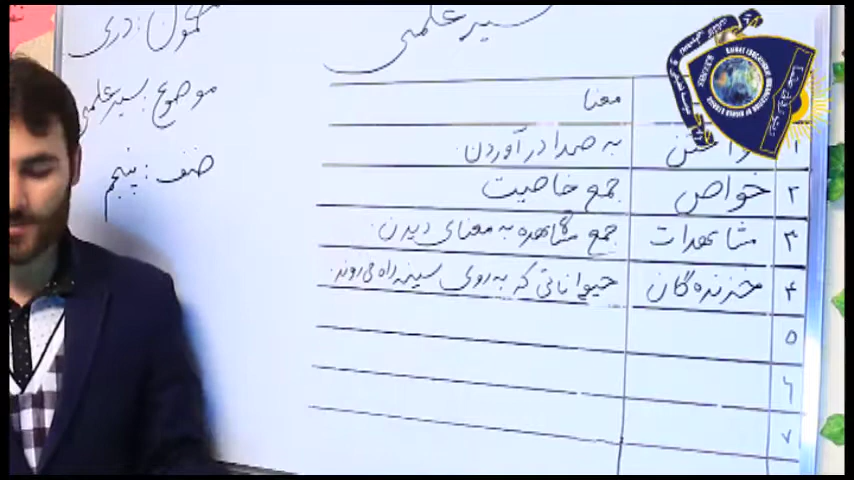 مضمون: دری
موضوع: سیر علمی
صنف: پنجم
سیر علمی
معنا
۱ به صدا در آوردن
۲ خواص جمع خاصیت
۳ مشاهدات جمع مشاهده به معنای دیدن
۴ خزنده گان حیواناتی که به روی سینه راه می روند
۵
۶
۷